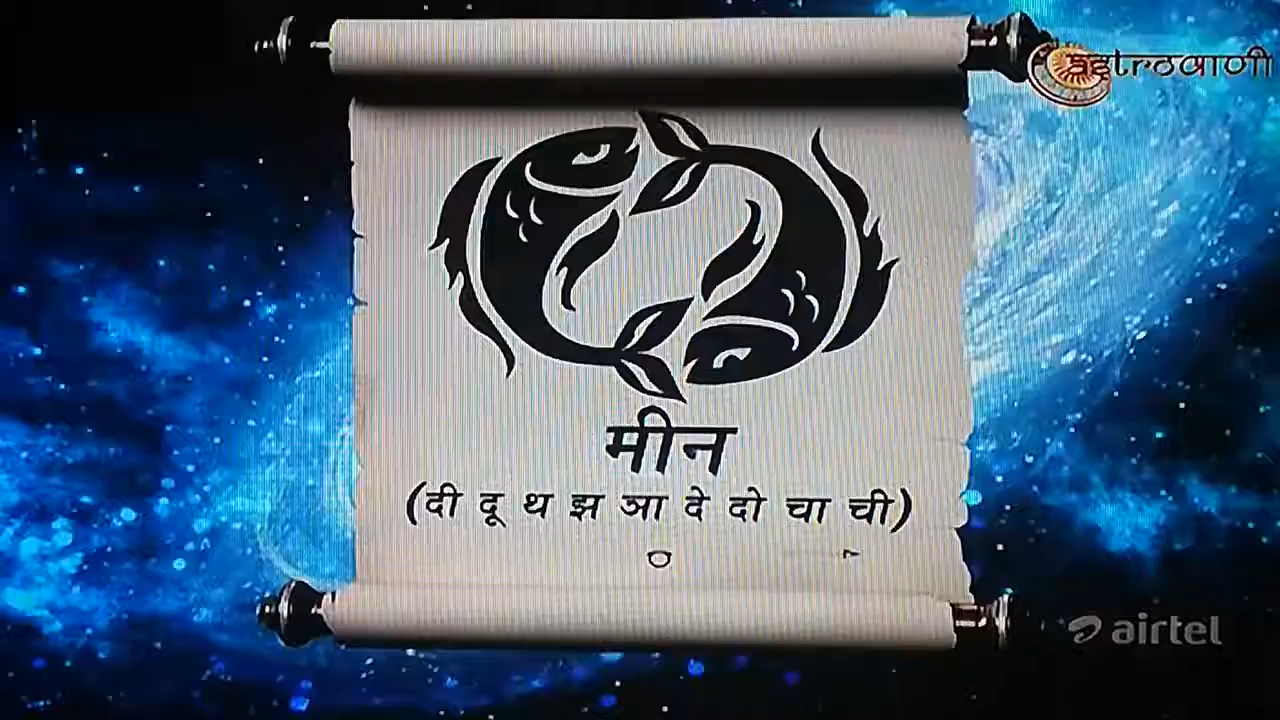 astroवाणी
मीन
(दी दू थ झ ञा दे दो चा ची)
airtel